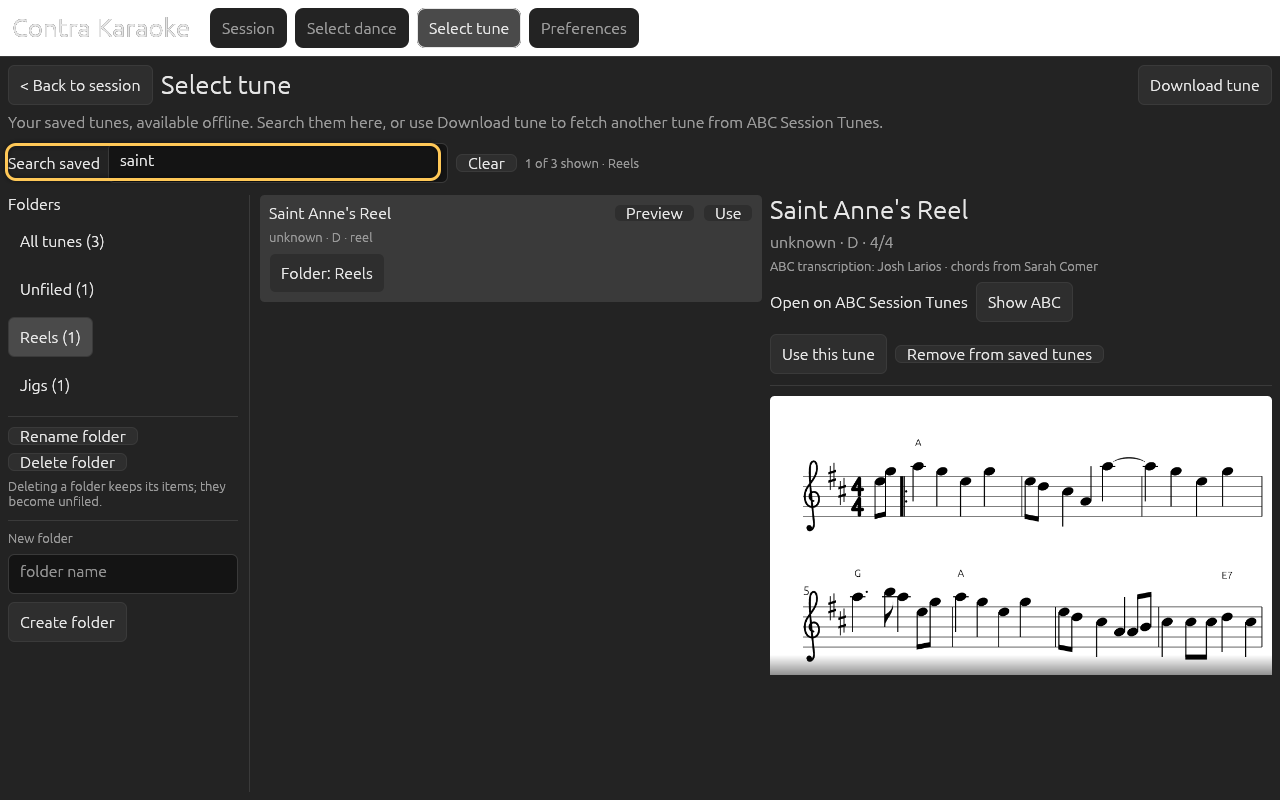 Contra Karaoke
Session
Select dance
Select tune
Preferences
< Back to session
Select tune
Download tune
Your saved tunes, available offline. Search them here, or use Download tune to fetch another tune from ABC Session Tunes.
Search saved
saint
Clear
1 of 3 shown · Reels
Folders
All tunes (3)
Unfiled (1)
Reels (1)
Jigs (1)
Rename folder
Delete folder
Deleting a folder keeps its items; they
become unfiled.
New folder
folder name
Create folder
Saint Anne's Reel
Preview
Use
unknown · D · reel
Folder: Reels
Saint Anne's Reel
unknown · D · 4/4
ABC transcription: Josh Larios · chords from Sarah Comer
Open on ABC Session Tunes
Show ABC
Use this tune
Remove from saved tunes
A
4
4
G
A
E7
5